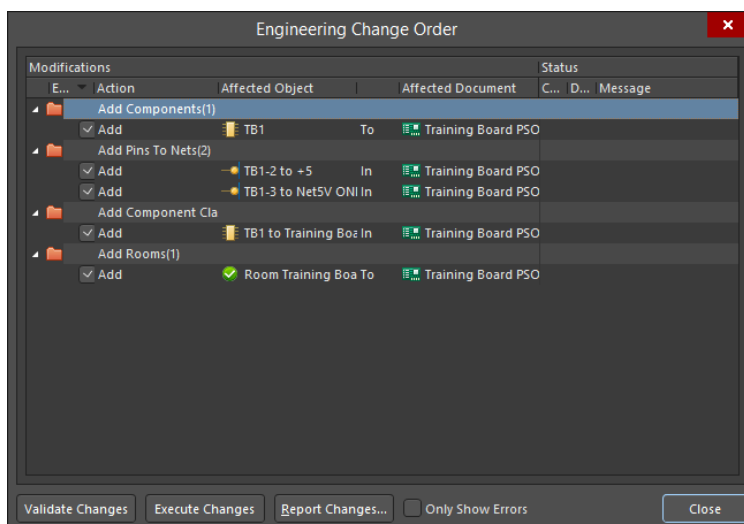 Engineering Change Order
Modifications Status
E... Action Affected Object Affected Document C... D... Message
Add Components(1)
Add TB1 To Training Board PSO
Add Pins To Nets(2)
Add TB1-2 to +5 In Training Board PSO
Add TB1-3 to Net5V ONI In Training Board PSO
Add Component Cla
Add TB1 to Training Boa In Training Board PSO
Add Rooms(1)
Add Room Training Boa To Training Board PSO
Validate Changes Execute Changes Report Changes... Only Show Errors Close